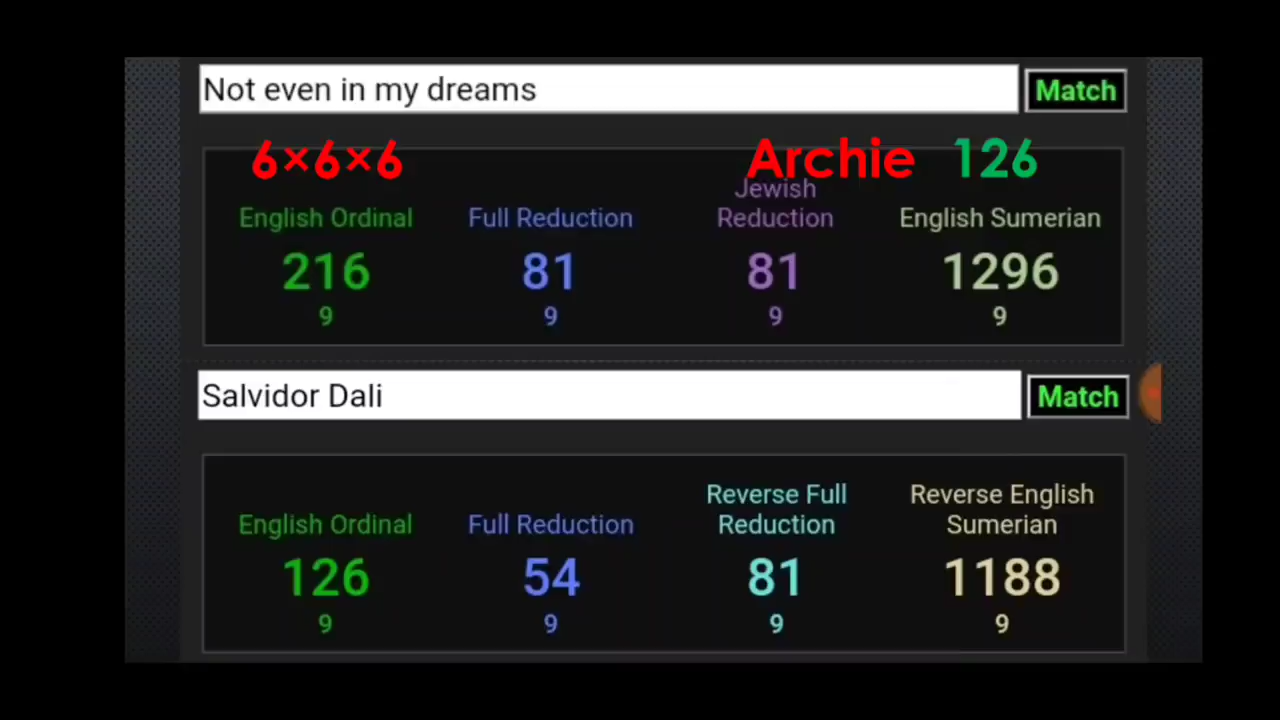 Not even in my dreams Match
6×6×6 Archie 126
Jewish
English Ordinal Full Reduction Reduction English Sumerian
216 81 81 1296
9 9 9 9
Salvidor Dali Match
Reverse Full Reverse English
English Ordinal Full Reduction Reduction Sumerian
126 54 81 1188
9 9 9 9